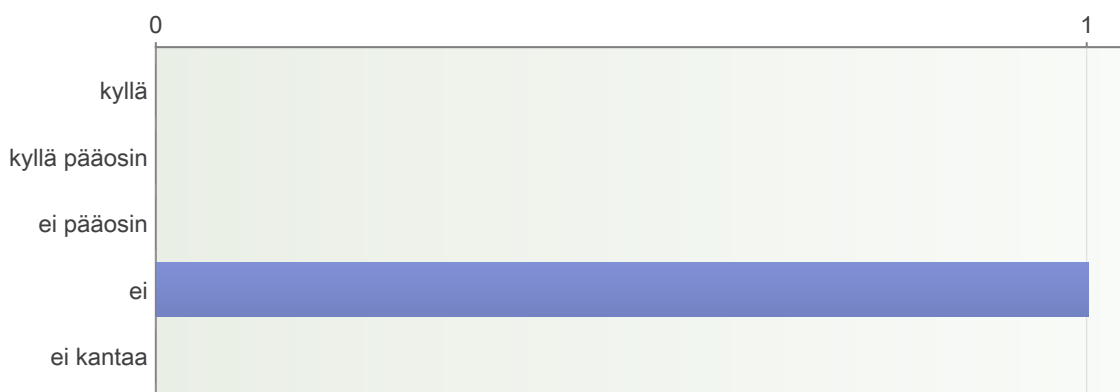 0 1
kyllä
kyllä pääosin
ei pääosin
ei
ei kantaa